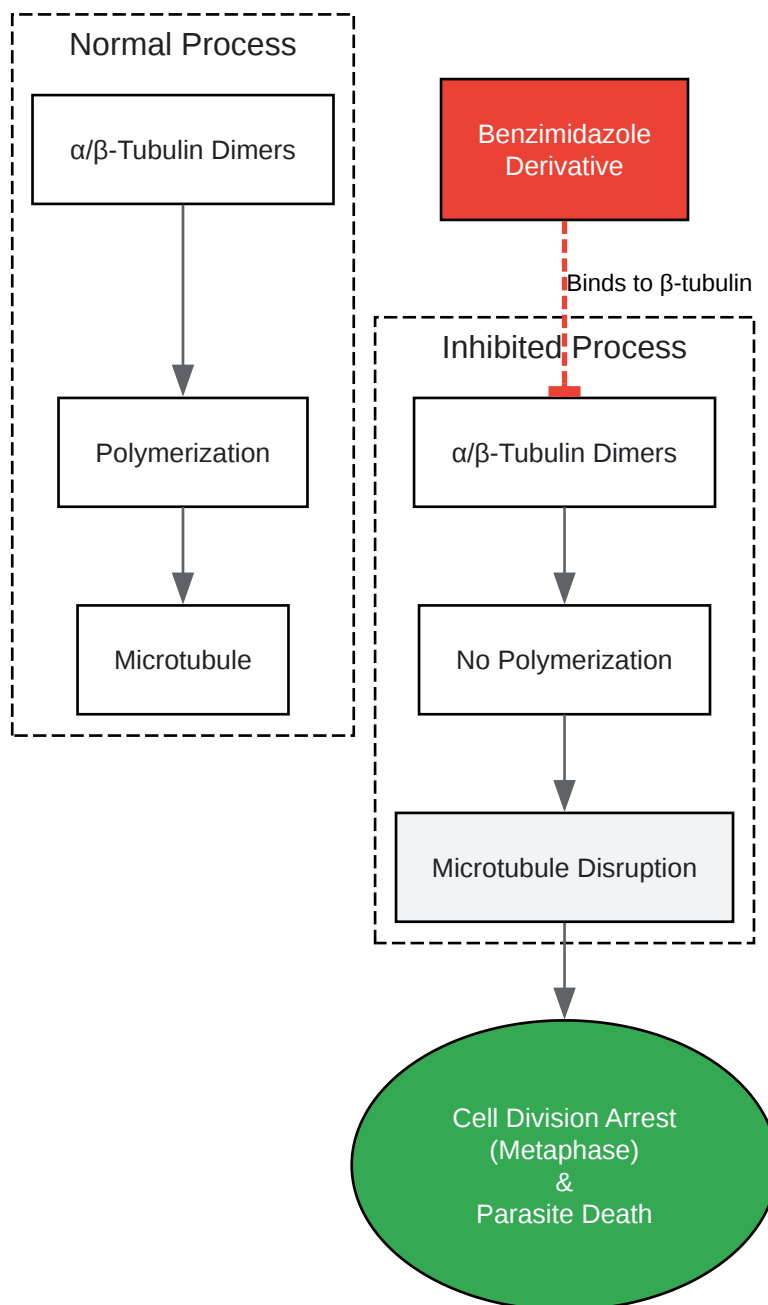 Normal Process
α/β-Tubulin Dimers
Polymerization
Microtubule
Benzimidazole
Derivative
Binds to β-tubulin
Inhibited Process
α/β-Tubulin Dimers
No Polymerization
Microtubule Disruption
Cell Division Arrest
(Metaphase)
&
Parasite Death